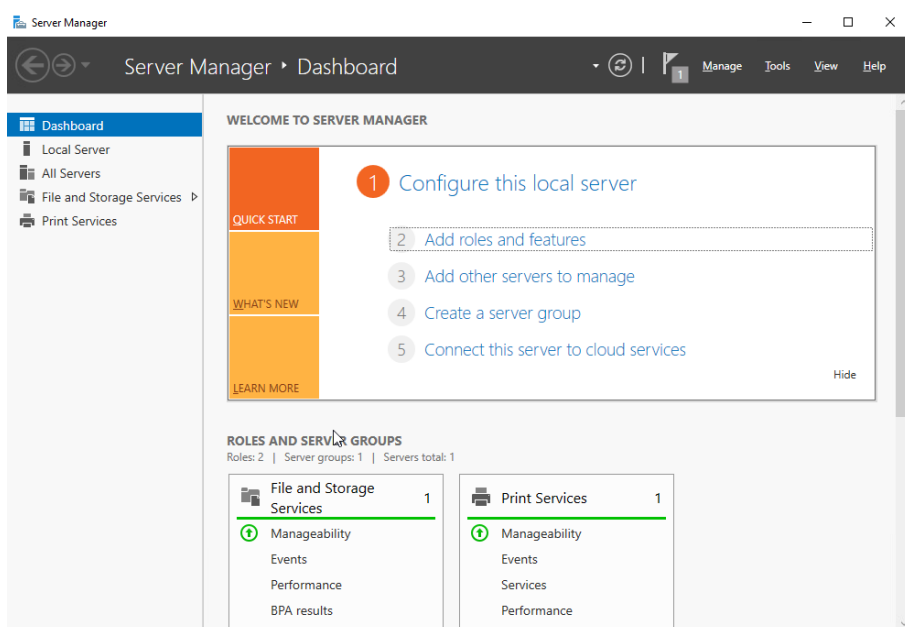 Server Manager
Server Manager ‣ Dashboard
1
Manage
Tools
View
Help
Dashboard
Local Server
All Servers
File and Storage Services
Print Services
WELCOME TO SERVER MANAGER
QUICK START
WHAT'S NEW
LEARN MORE
1 Configure this local server
2 Add roles and features
3 Add other servers to manage
4 Create a server group
5 Connect this server to cloud services
Hide
ROLES AND SERVER GROUPS
Roles: 2 | Server groups: 1 | Servers total: 1
File and Storage
Services
1
Manageability
Events
Performance
BPA results
Print Services 1
Manageability
Events
Services
Performance